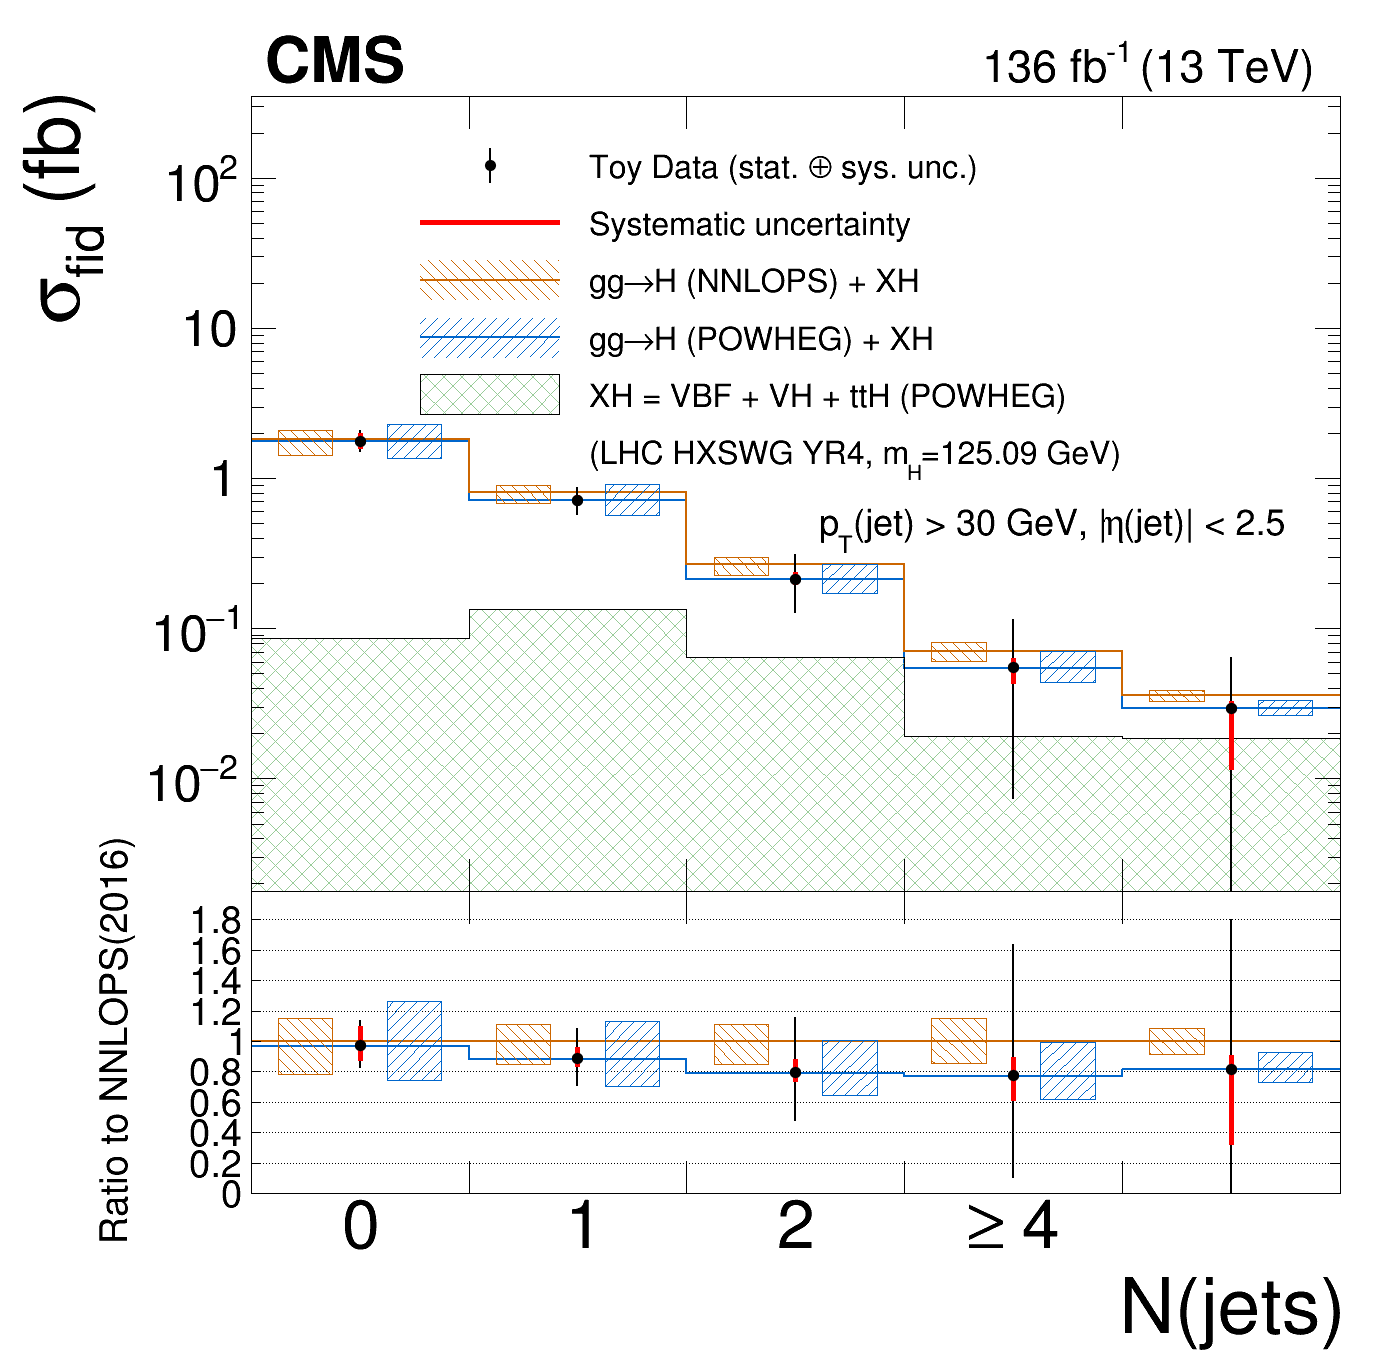 CMS
136 fb⁻¹ (13 TeV)
σfid (fb)
10²
10
1
10⁻¹
10⁻²
Toy Data (stat. ⊕ sys. unc.)
Systematic uncertainty
gg→H (NNLOPS) + XH
gg→H (POWHEG) + XH
XH = VBF + VH + ttH (POWHEG)
(LHC HXSWG YR4, mH=125.09 GeV)
pT(jet) > 30 GeV, |η(jet)| < 2.5
Ratio to NNLOPS(2016)
1.8
1.6
1.4
1.2
1
0.8
0.6
0.4
0.2
0
0 1 2 ≥ 4
N(jets)